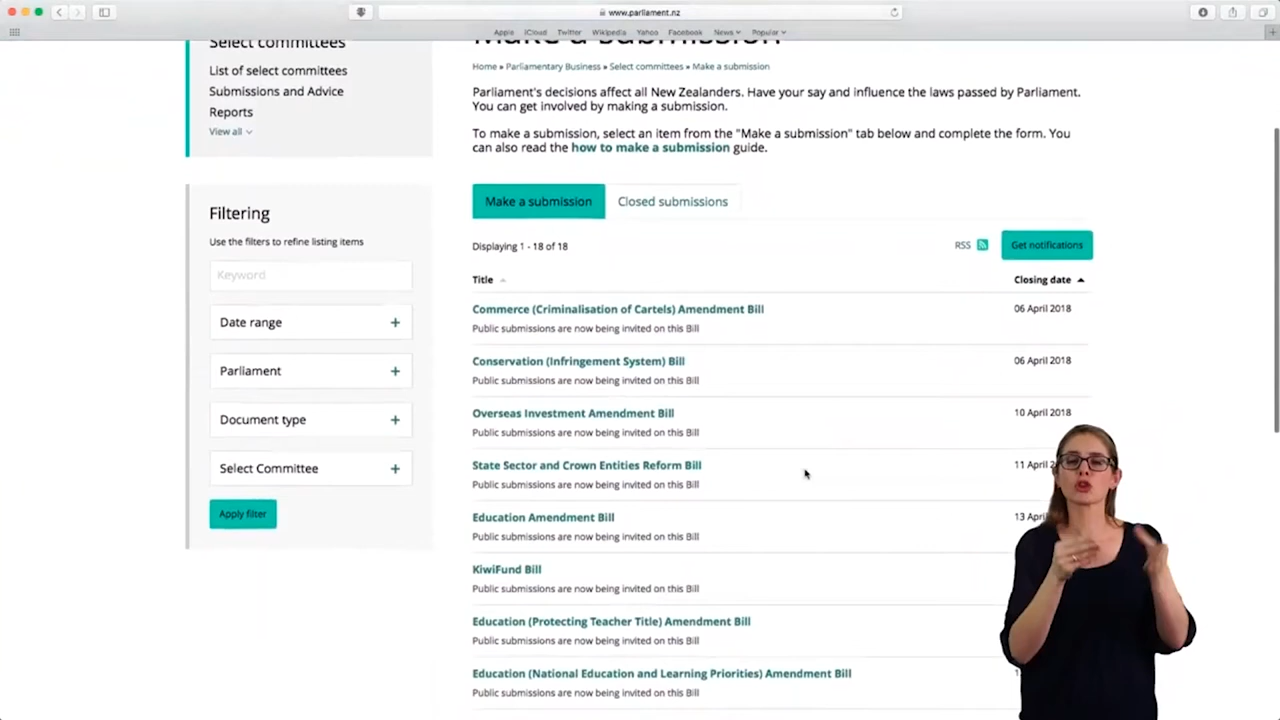 www.parliament.nz
Apple iCloud Twitter Wikipedia Yahoo Facebook News Popular
Select committees
List of select committees
Submissions and Advice
Reports
View all
Filtering
Use the filters to refine listing items
Keyword
Date range
Parliament
Document type
Select Committee
Apply filter
Make a submission
Home » Parliamentary Business » Select committees » Make a submission
Parliament's decisions affect all New Zealanders. Have your say and influence the laws passed by Parliament.
You can get involved by making a submission.
To make a submission, select an item from the "Make a submission" tab below and complete the form. You
can also read the how to make a submission guide.
Make a submission Closed submissions
Displaying 1 - 18 of 18 RSS Get notifications
Title Closing date
Commerce (Criminalisation of Cartels) Amendment Bill 06 April 2018
Public submissions are now being invited on this Bill
Conservation (Infringement System) Bill 06 April 2018
Public submissions are now being invited on this Bill
Overseas Investment Amendment Bill 10 April 2018
Public submissions are now being invited on this Bill
State Sector and Crown Entities Reform Bill 11 April
Public submissions are now being invited on this Bill
Education Amendment Bill 13 April
Public submissions are now being invited on this Bill
KiwiFund Bill
Public submissions are now being invited on this Bill
Education (Protecting Teacher Title) Amendment Bill
Public submissions are now being invited on this Bill
Education (National Education and Learning Priorities) Amendment Bill
Public submissions are now being invited on this Bill